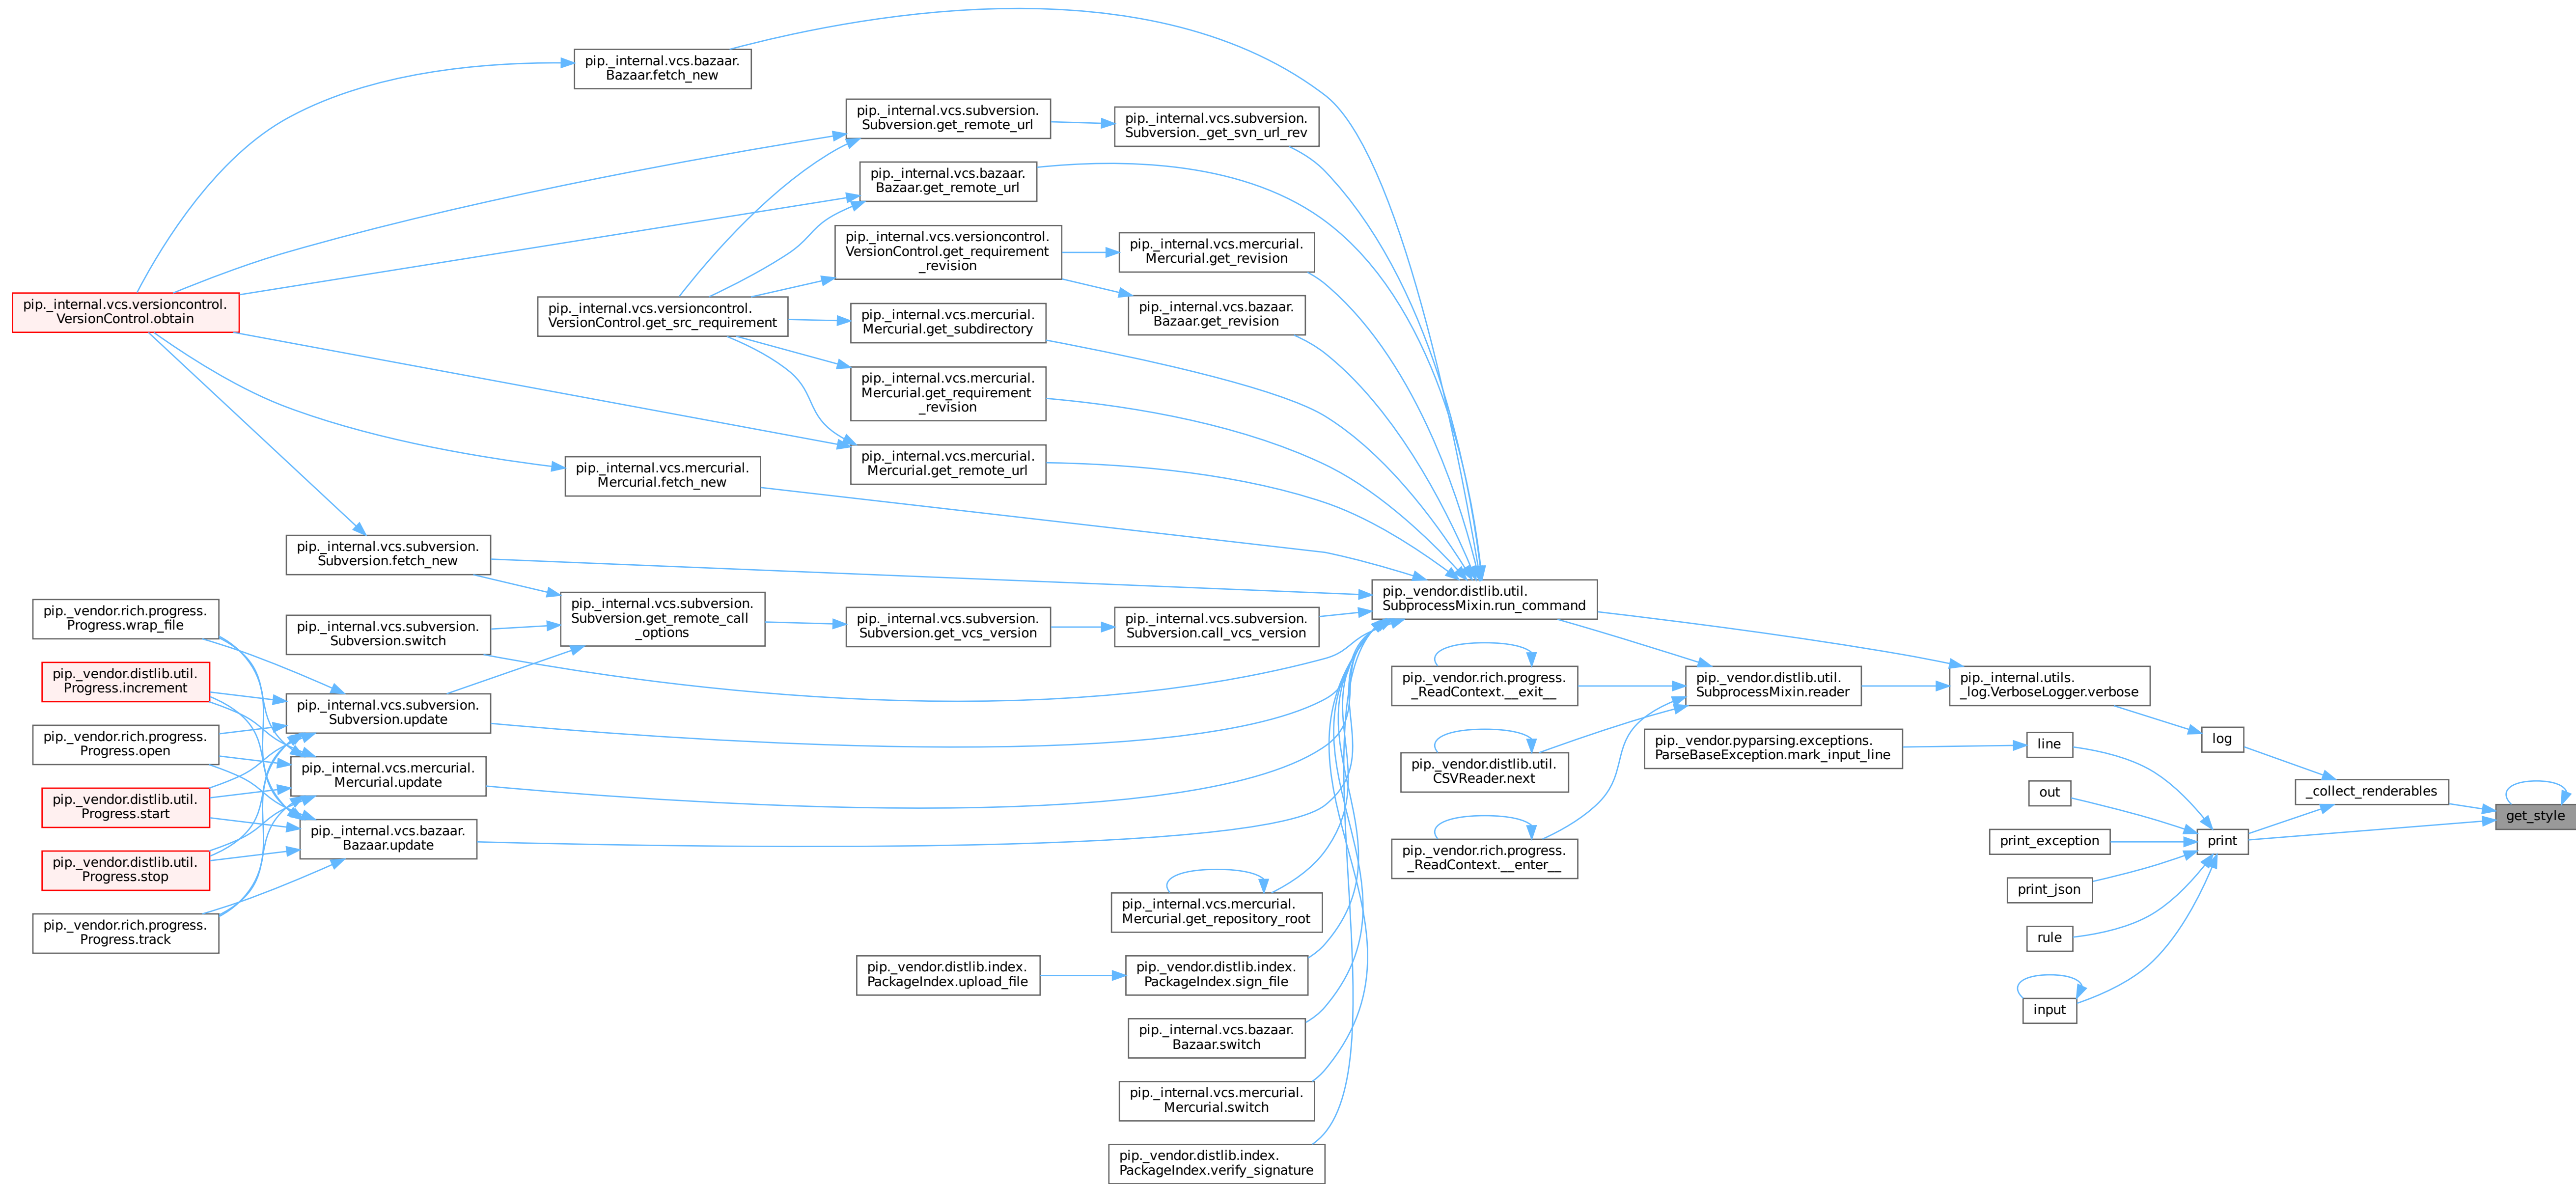 pip._internal.vcs.bazaar.
Bazaar.fetch_new
pip._internal.vcs.subversion.
Subversion.get_remote_url
pip._internal.vcs.subversion.
Subversion._get_svn_url_rev
pip._internal.vcs.bazaar.
Bazaar.get_remote_url
pip._internal.vcs.versioncontrol.
VersionControl.get_requirement
_revision
pip._internal.vcs.mercurial.
Mercurial.get_revision
pip._internal.vcs.versioncontrol.
VersionControl.obtain
pip._internal.vcs.versioncontrol.
VersionControl.get_src_requirement
pip._internal.vcs.mercurial.
Mercurial.get_subdirectory
pip._internal.vcs.bazaar.
Bazaar.get_revision
pip._internal.vcs.mercurial.
Mercurial.get_requirement
_revision
pip._internal.vcs.mercurial.
Mercurial.get_remote_url
pip._internal.vcs.mercurial.
Mercurial.fetch_new
pip._internal.vcs.subversion.
Subversion.fetch_new
pip._vendor.distlib.util.
SubprocessMixin.run_command
pip._vendor.rich.progress.
Progress.wrap_file
pip._internal.vcs.subversion.
Subversion.switch
pip._internal.vcs.subversion.
Subversion.get_remote_call
_options
pip._internal.vcs.subversion.
Subversion.get_vcs_version
pip._internal.vcs.subversion.
Subversion.call_vcs_version
pip._vendor.distlib.util.
Progress.increment
pip._vendor.rich.progress.
_ReadContext.__exit__
pip._vendor.distlib.util.
SubprocessMixin.reader
pip._internal.utils.
_log.VerboseLogger.verbose
pip._internal.vcs.subversion.
Subversion.update
pip._vendor.rich.progress.
Progress.open
pip._vendor.pyparsing.exceptions.
ParseBaseException.mark_input_line
line
log
pip._internal.vcs.mercurial.
Mercurial.update
pip._vendor.distlib.util.
CSVReader.next
out
_collect_renderables
pip._vendor.distlib.util.
Progress.start
get_style
pip._internal.vcs.bazaar.
Bazaar.update
print_exception
print
pip._vendor.distlib.util.
Progress.stop
pip._vendor.rich.progress.
_ReadContext.__enter__
print_json
pip._vendor.rich.progress.
Progress.track
pip._internal.vcs.mercurial.
Mercurial.get_repository_root
rule
pip._vendor.distlib.index.
PackageIndex.upload_file
pip._vendor.distlib.index.
PackageIndex.sign_file
input
pip._internal.vcs.bazaar.
Bazaar.switch
pip._internal.vcs.mercurial.
Mercurial.switch
pip._vendor.distlib.index.
PackageIndex.verify_signature